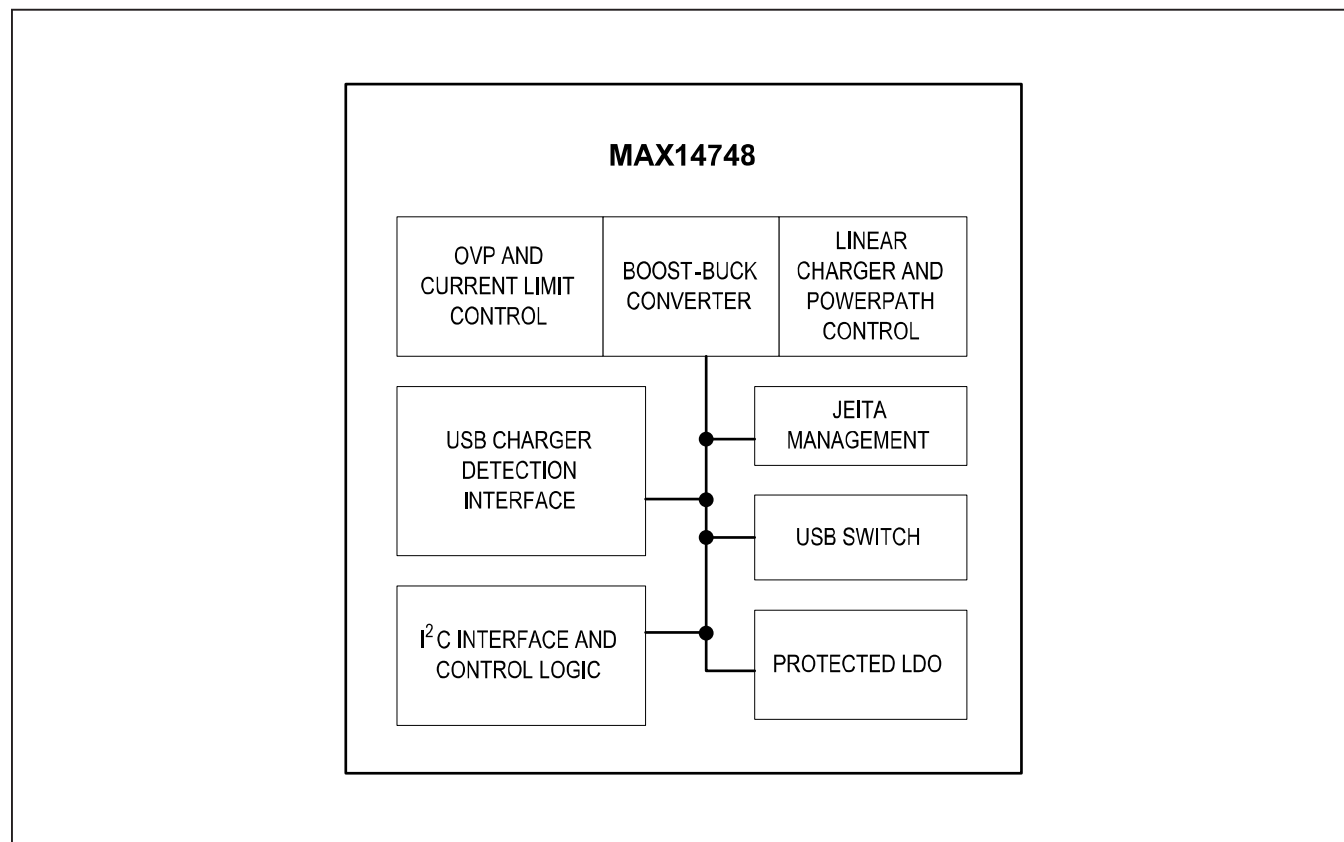 MAX14748
OVP AND
CURRENT LIMIT
CONTROL
BOOST-BUCK
CONVERTER
LINEAR
CHARGER AND
POWERPATH
CONTROL
USB CHARGER
DETECTION
INTERFACE
JEITA
MANAGEMENT
USB SWITCH
I²C INTERFACE AND
CONTROL LOGIC
PROTECTED LDO